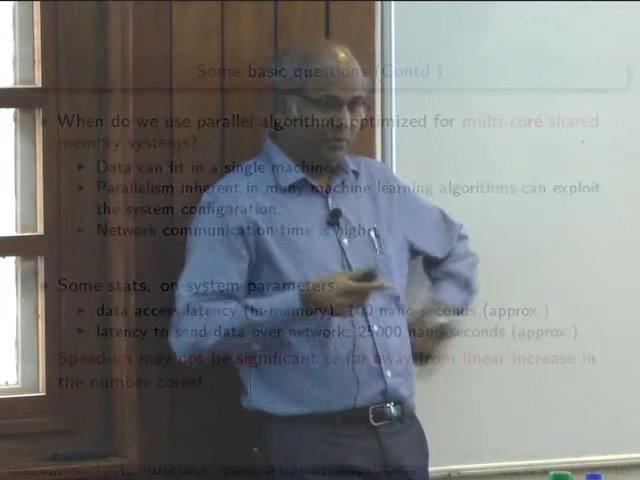 Some basic questions (Contd )
When do we use parallel algorithms optimized for multi-core shared
memory systems?
Data can fit in a single machine.
Parallelism inherent in many machine learning algorithms can exploit
the system configuration.
Network communication time is high.
Some stats. on system parameters
data access latency (in-memory): 100 nano-seconds (approx.)
latency to send data over network: 25000 nano-seconds (approx.)
Speed-up may not be significant or far away from linear increase in
the number cores!
(MSR India)